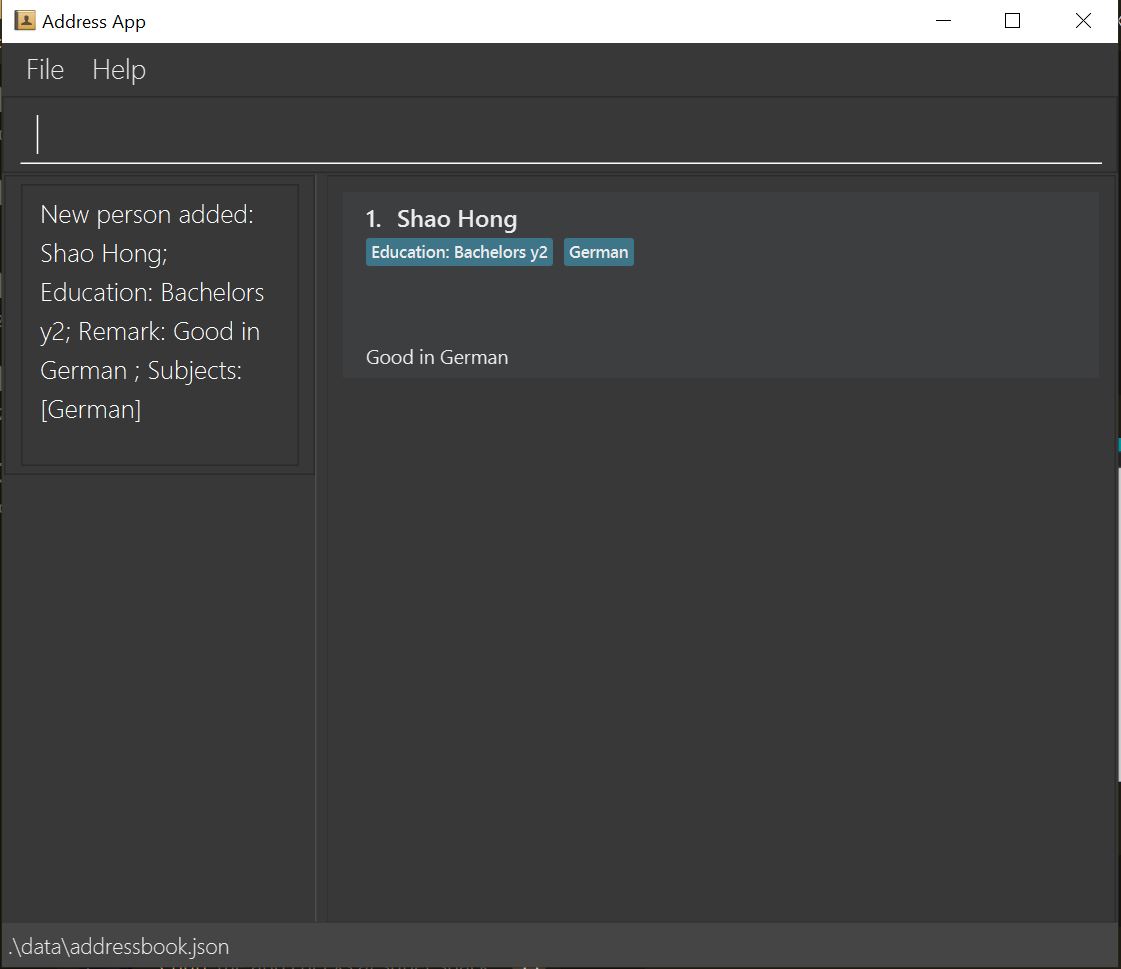 Address App
File Help
New person added:
Shao Hong;
Education: Bachelors
y2; Remark: Good in
German ; Subjects:
[German]
1. Shao Hong
Education: Bachelors y2 German
Good in German
.\data\addressbook.json